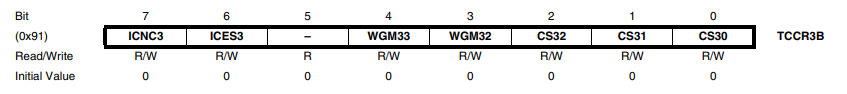 Bit 7 6 5 4 3 2 1 0
(0x91) ICNC3 ICES3 – WGM33 WGM32 CS32 CS31 CS30 TCCR3B
Read/Write R/W R/W R R/W R/W R/W R/W R/W
Initial Value 0 0 0 0 0 0 0 0